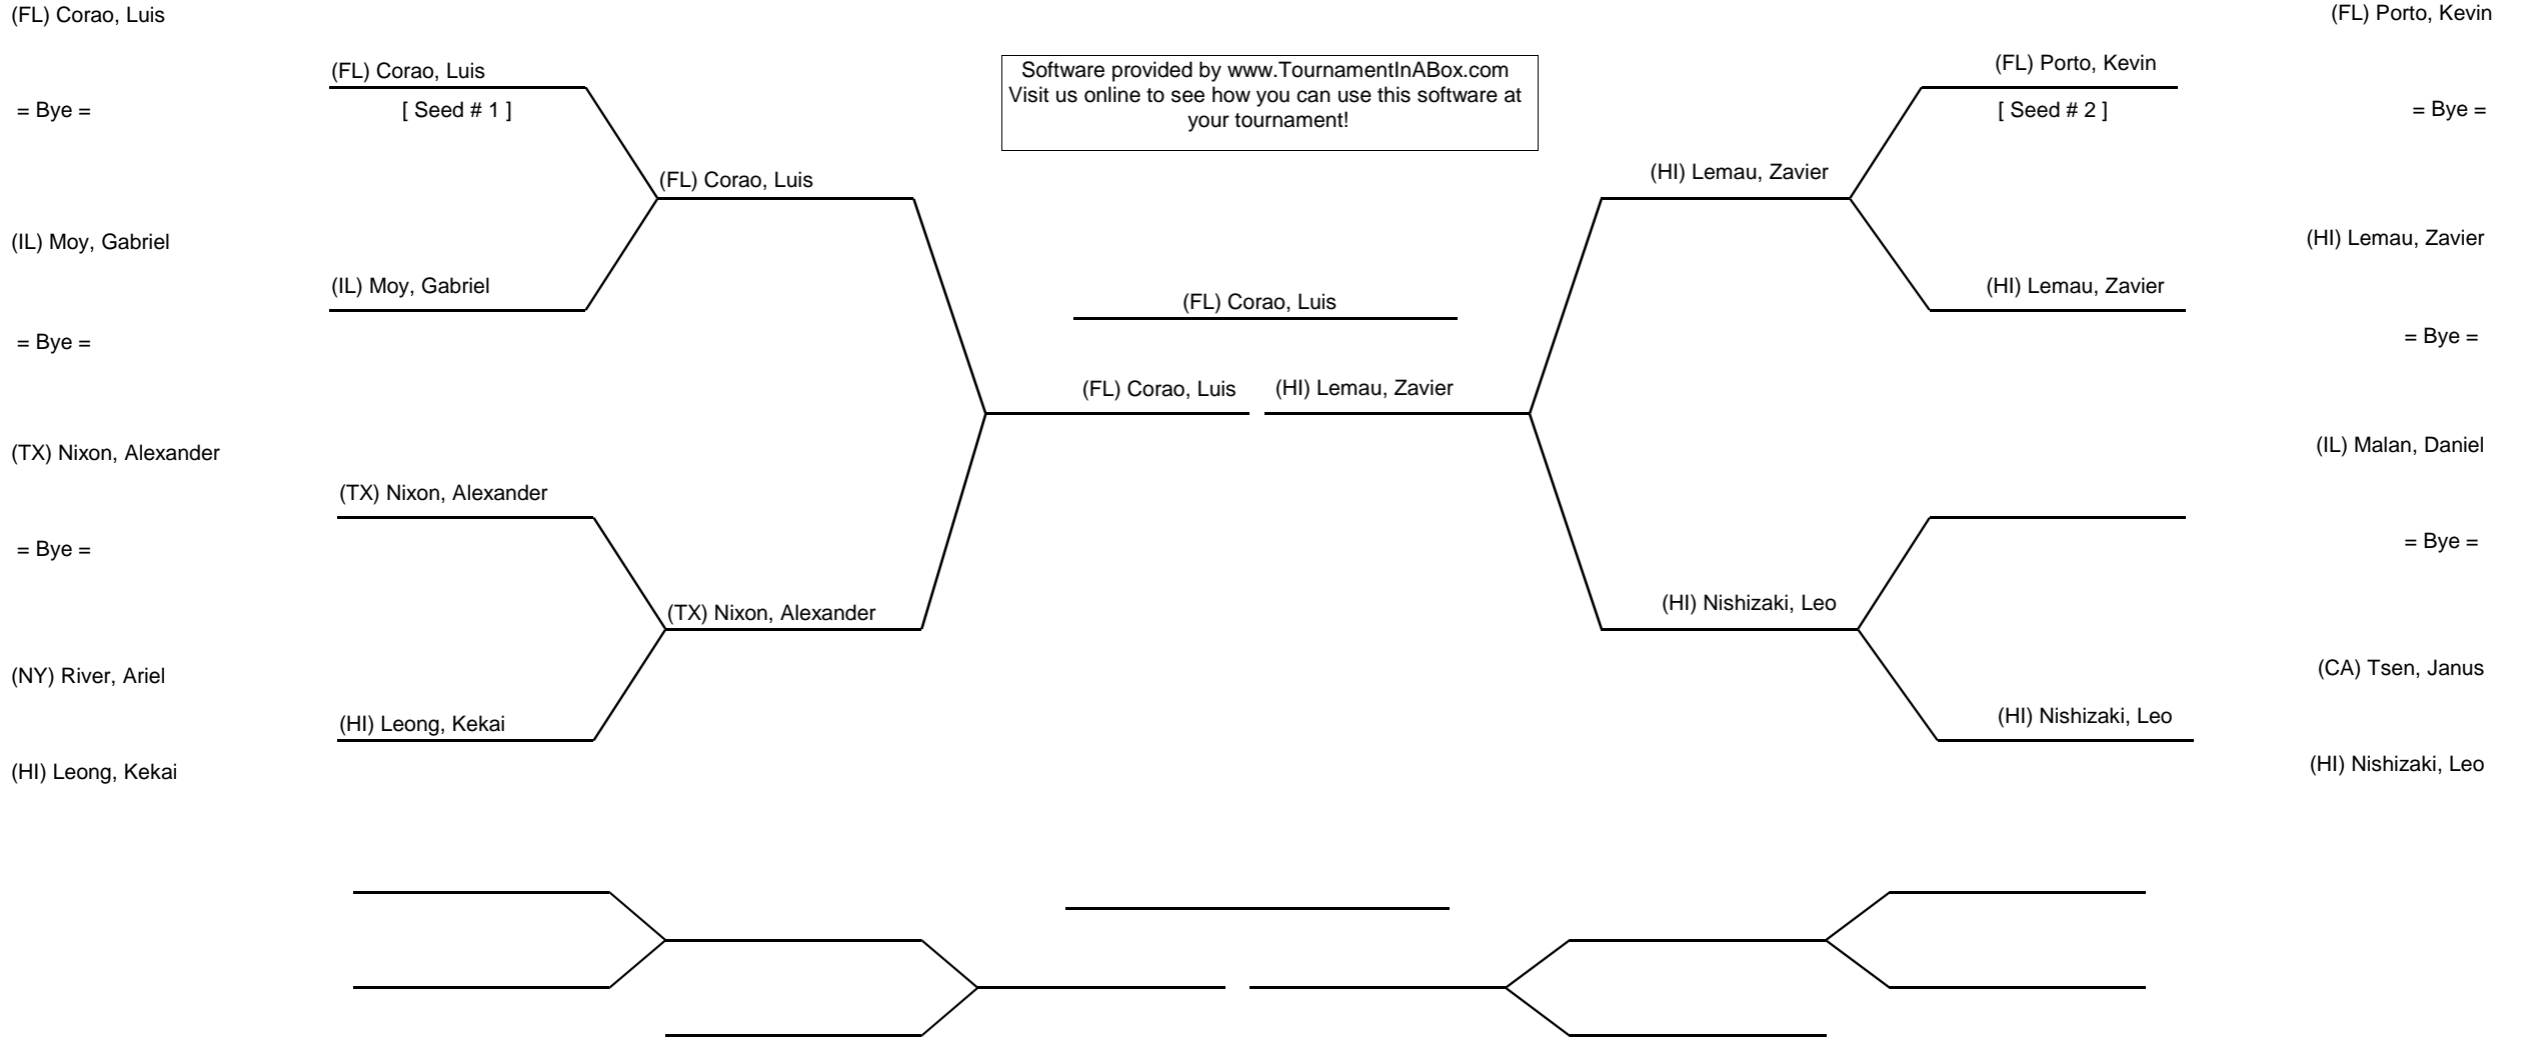 (FL) Corao, Luis
= Bye =
(IL) Moy, Gabriel
= Bye =
(TX) Nixon, Alexander
= Bye =
(NY) River, Ariel
(HI) Leong, Kekai
(FL) Corao, Luis
[ Seed # 1 ]
(IL) Moy, Gabriel
(TX) Nixon, Alexander
(HI) Leong, Kekai
(FL) Corao, Luis
(TX) Nixon, Alexander
Software provided by www.TournamentInABox.com
Visit us online to see how you can use this software at
your tournament!
(FL) Corao, Luis
(FL) Corao, Luis
(HI) Lemau, Zavier
(HI) Lemau, Zavier
(HI) Nishizaki, Leo
(FL) Porto, Kevin
[ Seed # 2 ]
(HI) Lemau, Zavier
(HI) Nishizaki, Leo
(FL) Porto, Kevin
= Bye =
(HI) Lemau, Zavier
= Bye =
(IL) Malan, Daniel
= Bye =
(CA) Tsen, Janus
(HI) Nishizaki, Leo